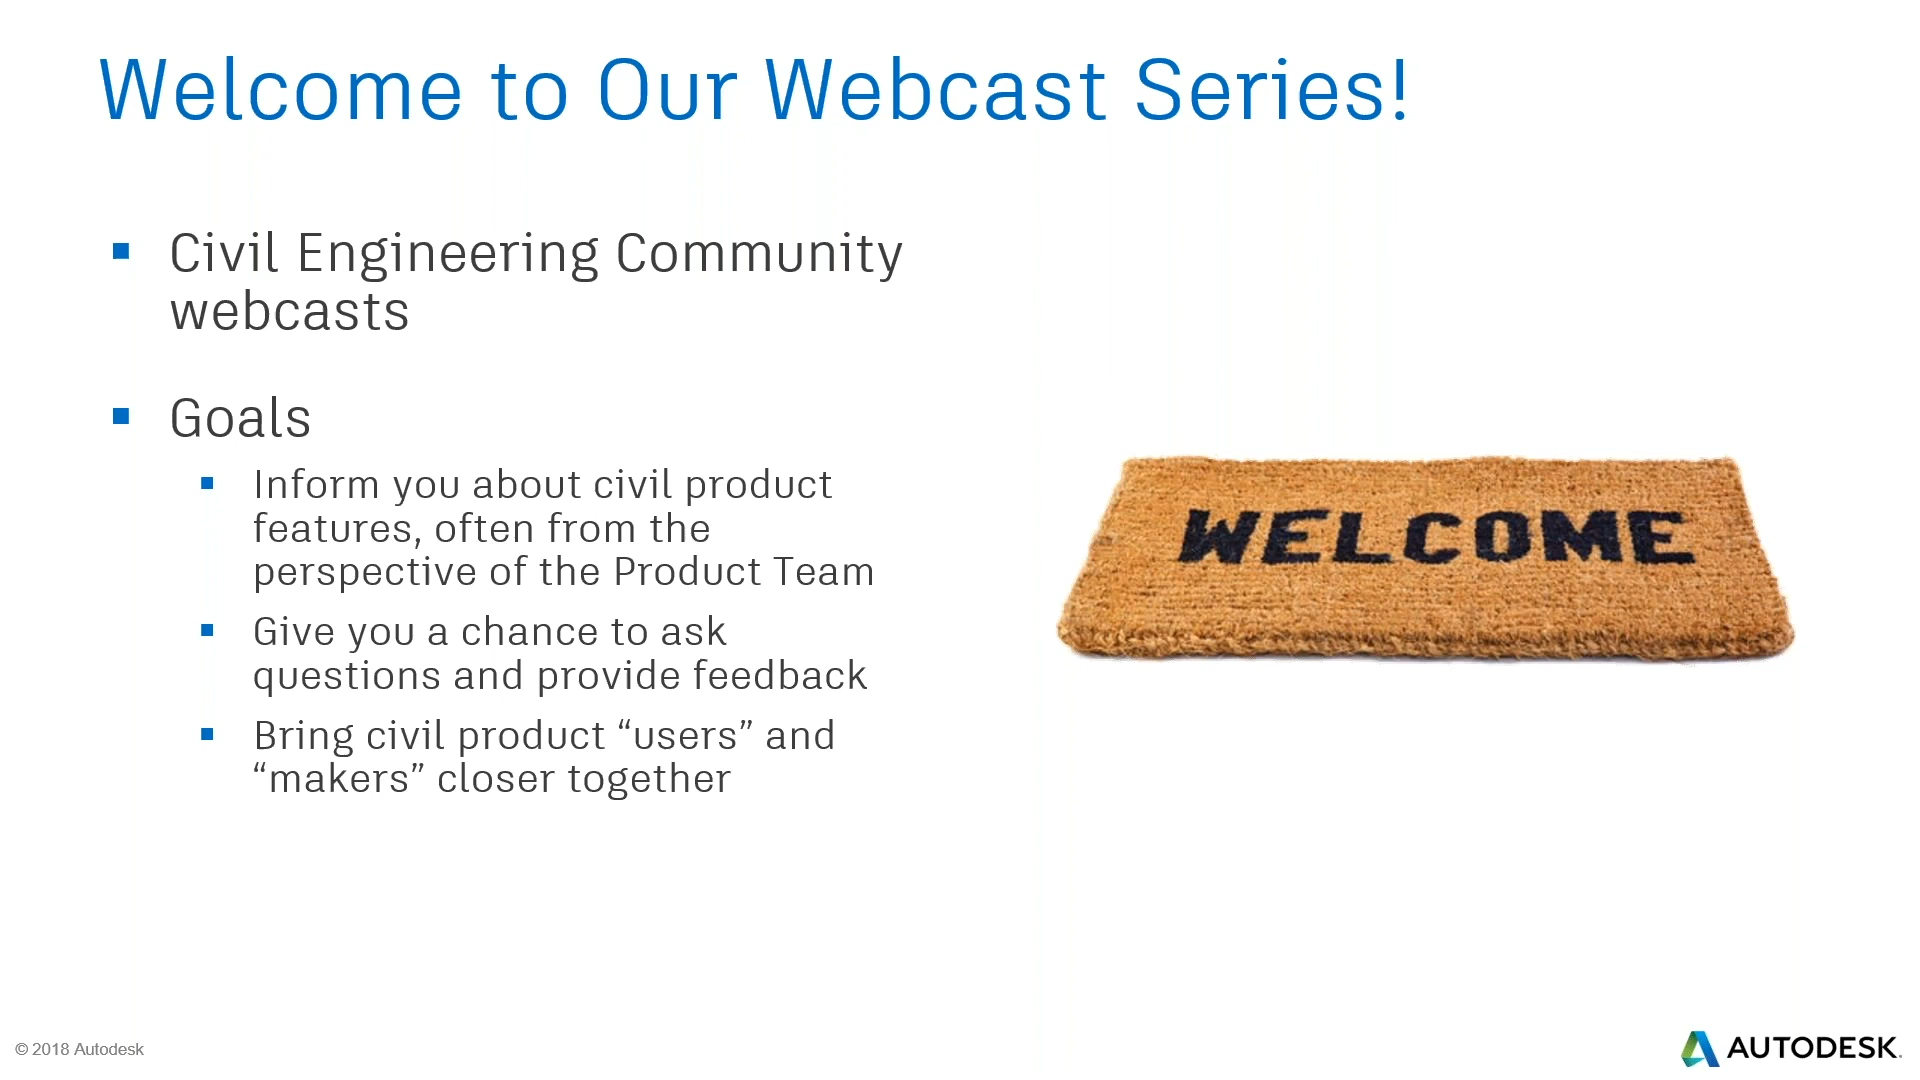 Welcome to Our Webcast Series!
▪ Civil Engineering Community
webcasts
▪ Goals
▪ Inform you about civil product
features, often from the
perspective of the Product Team
▪ Give you a chance to ask
questions and provide feedback
▪ Bring civil product “users” and
“makers” closer together
WELCOME
© 2018 Autodesk
AUTODESK.